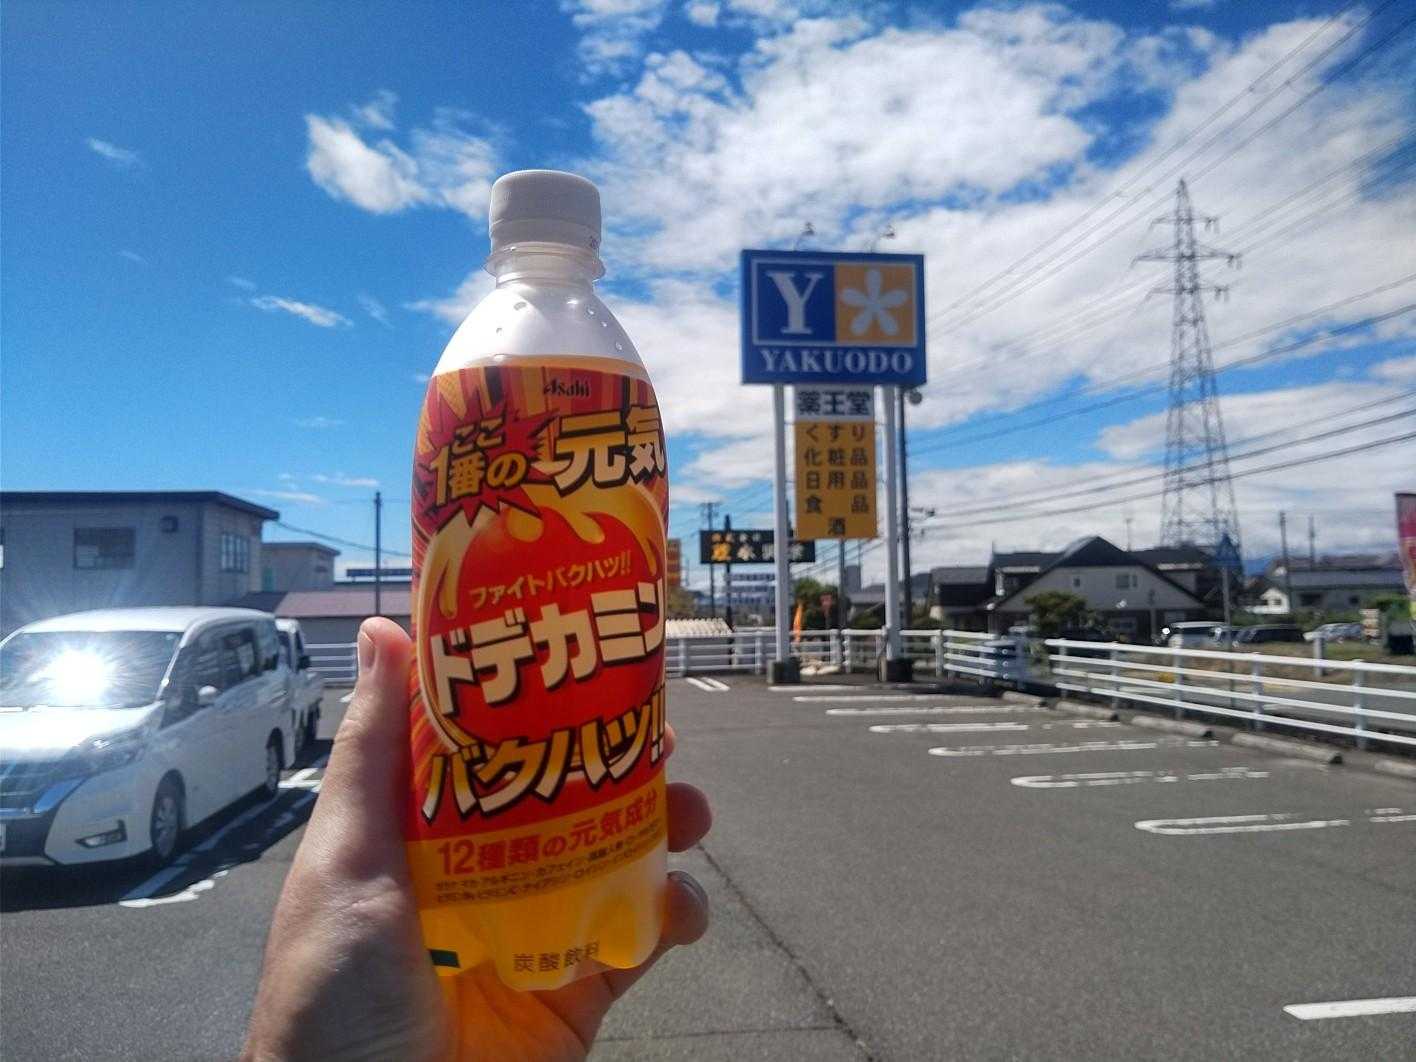 Asahi
ここ
1番の
元気
ファイトバクハツ!!
ドデカミン
バクハツ!!
12種類の元気成分
炭酸飲料
Y
YAKUODO
薬王堂
くすり
化粧品
日用品
食品
酒